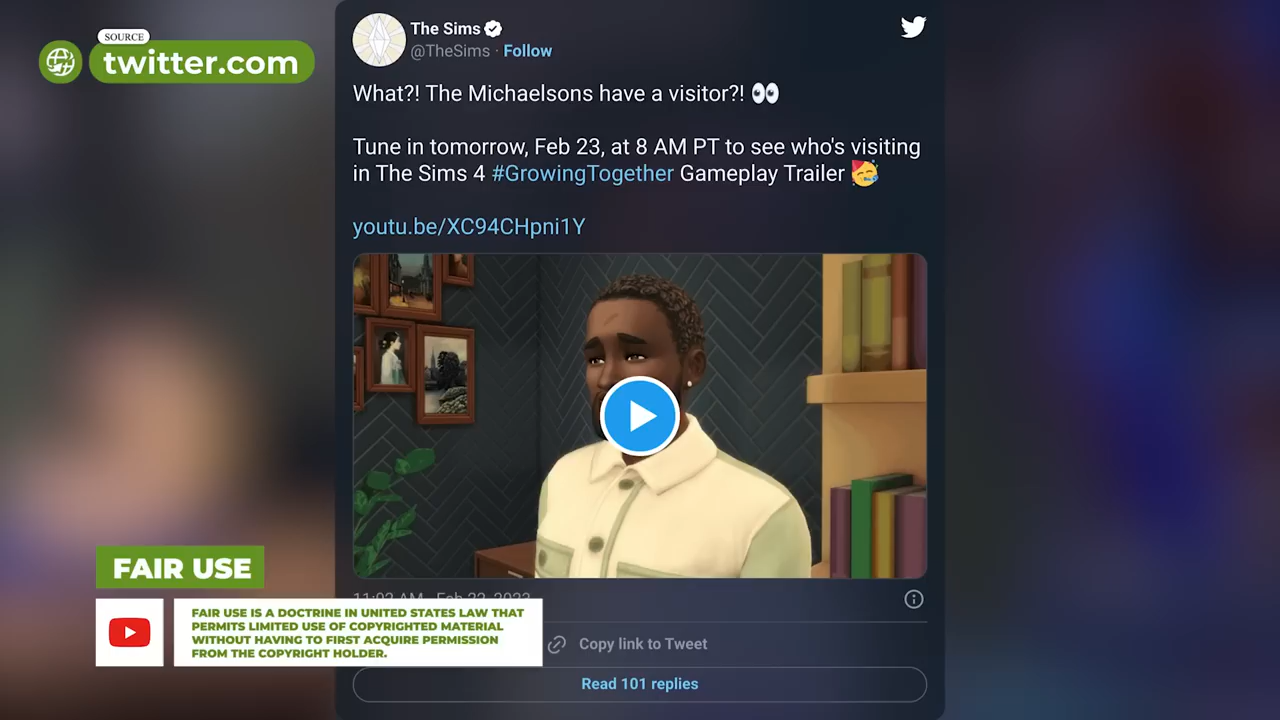 SOURCE
twitter.com
The Sims
@TheSims · Follow
What?! The Michaelsons have a visitor?! 👀
Tune in tomorrow, Feb 23, at 8 AM PT to see who's visiting
in The Sims 4 #GrowingTogether Gameplay Trailer 🥳
youtu.be/XC94CHpni1Y
FAIR USE
FAIR USE IS A DOCTRINE IN UNITED STATES LAW THAT
PERMITS LIMITED USE OF COPYRIGHTED MATERIAL
WITHOUT HAVING TO FIRST ACQUIRE PERMISSION
FROM THE COPYRIGHT HOLDER.
Copy link to Tweet
Read 101 replies